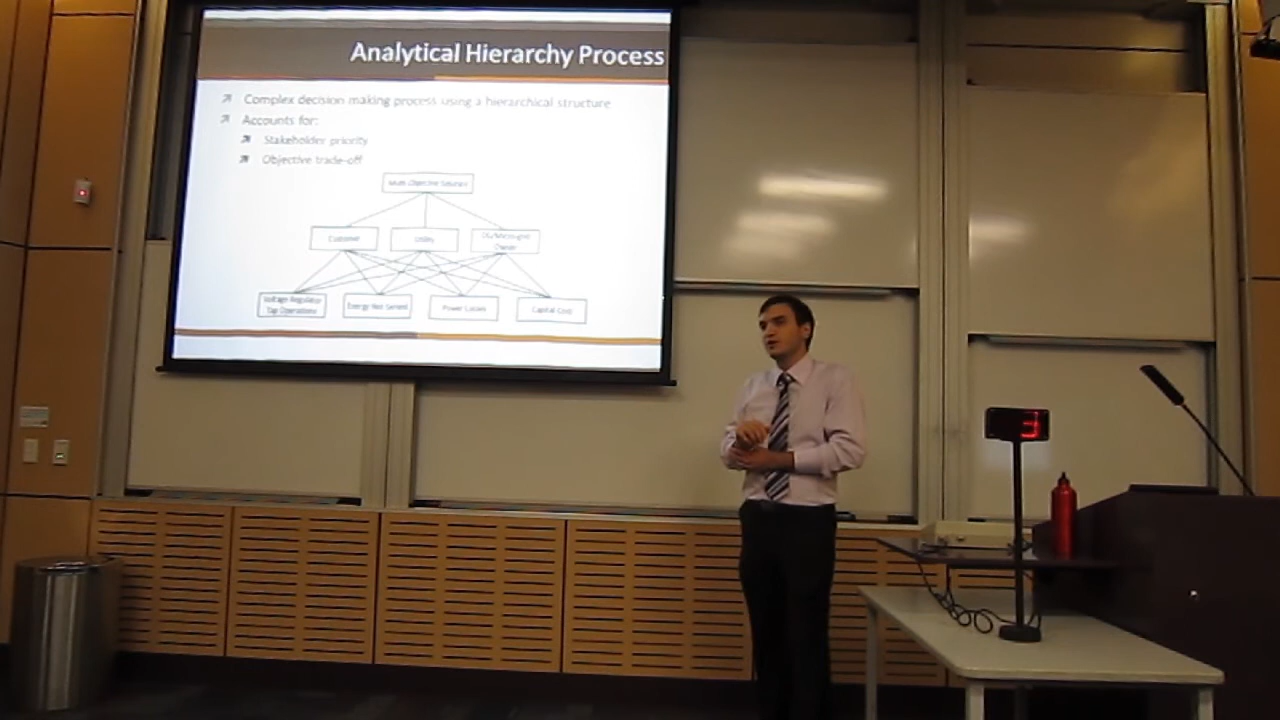 Analytical Hierarchy Process
Complex decision making process using a hierarchical structure
Accounts for:
Stakeholder priority
Objective trade-off
Multi Objective Solution
Customer
Utility
Owner
Voltage Regulator
Tap Operations
Energy Not Served
Power Losses
Capital Cost
3